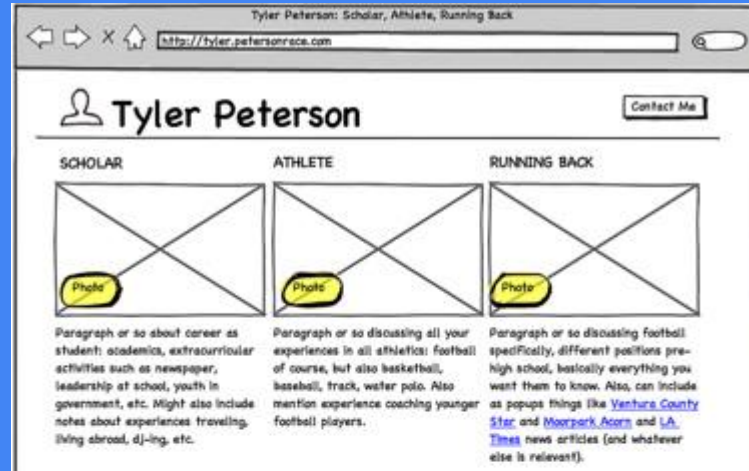 Tyler Peterson: Scholar, Athlete, Running Back
http://tyler.petersonrace.com
Tyler Peterson
Contact Me
SCHOLAR
Photo
Paragraph or so about career as
student: academics, extracurricular
activities such as newspaper,
leadership at school, youth in
government, etc. Might also include
notes about experiences traveling,
living abroad, dj-ing, etc.
ATHLETE
Photo
Paragraph or so discussing all your
experiences in all athletics: football
of course, but also basketball,
baseball, track, water polo. Also
mention experience coaching younger
football players.
RUNNING BACK
Photo
Paragraph or so discussing football
specifically, different positions pre-
high school, basically everything you
want them to know. Also, can include
as popups things like Ventura County
Star and Moorpark Acorn and LA
Times news articles (and whatever
else is relevant).